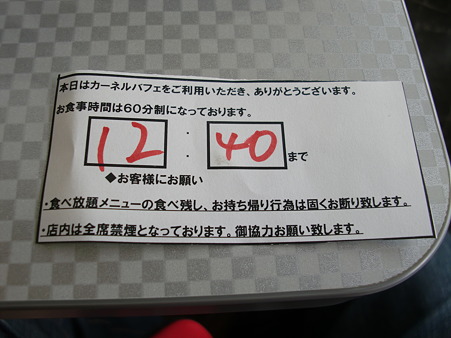 本日はカーネルバフェをご利用いただき、ありがとうございます。
お食事時間は60分制になっております。
12:40まで
◆お客様にお願い
・食べ放題メニューの食べ残し、お持ち帰り行為は固くお断り致します。
・店内は全席禁煙となっております。御協力お願い致します。